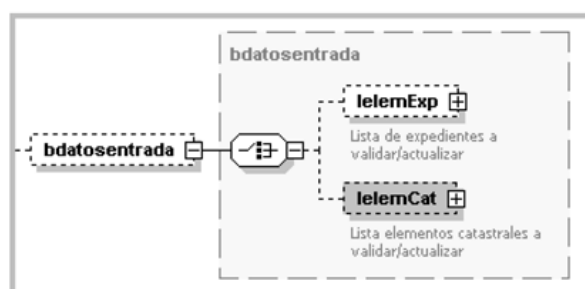 bdatosentrada
bdatosentrada
lelemExp
Lista de expedientes a
validar/actualizar
lelemCat
Lista elementos catastrales a
validar/actualizar